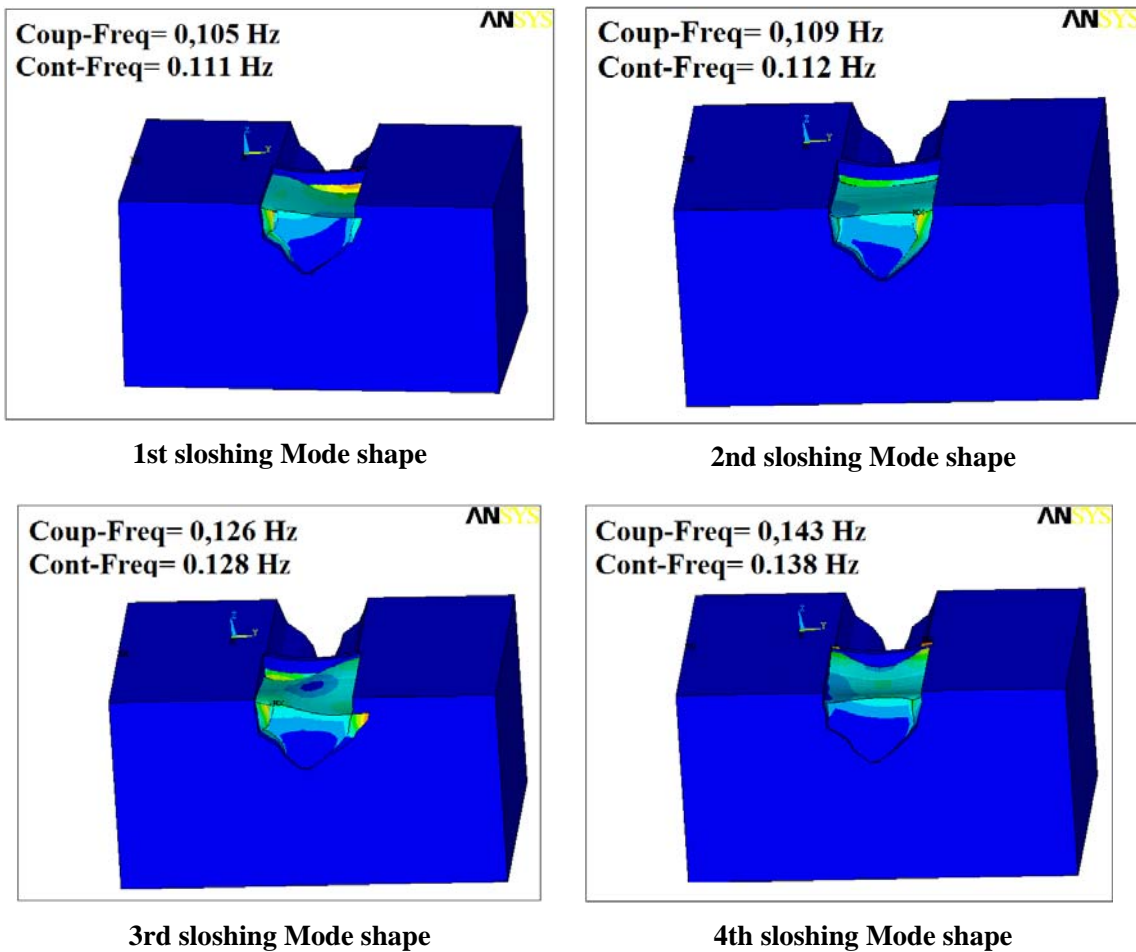 ANSYS
Coup-Freq= 0,105 Hz
Cont-Freq= 0.111 Hz
Z
Y
1st sloshing Mode shape
ANSYS
Coup-Freq= 0,109 Hz
Cont-Freq= 0.112 Hz
Z
Y
2nd sloshing Mode shape
ANSYS
Coup-Freq= 0,126 Hz
Cont-Freq= 0.128 Hz
Z
Y
3rd sloshing Mode shape
ANSYS
Coup-Freq= 0,143 Hz
Cont-Freq= 0.138 Hz
Z
Y
4th sloshing Mode shape